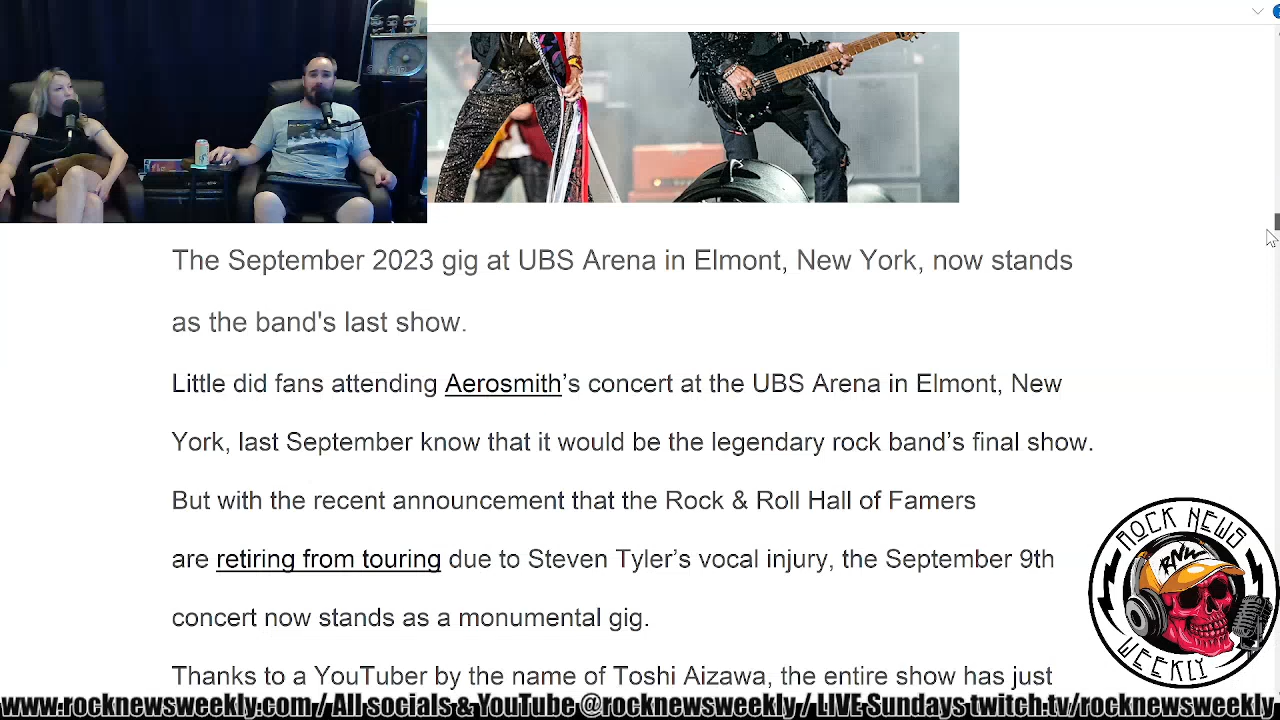 The September 2023 gig at UBS Arena in Elmont, New York, now stands
as the band's last show.
Little did fans attending Aerosmith’s concert at the UBS Arena in Elmont, New
York, last September know that it would be the legendary rock band’s final show.
But with the recent announcement that the Rock & Roll Hall of Famers
are retiring from touring due to Steven Tyler’s vocal injury, the September 9th
concert now stands as a monumental gig.
Thanks to a YouTuber by the name of Toshi Aizawa, the entire show has just
ROCK NEWS
RNW
WEEKLY
www.rocknewsweekly.com / All socials & YouTube @rocknewsweekly / LIVE Sundays twitch.tv/rocknewsweekly